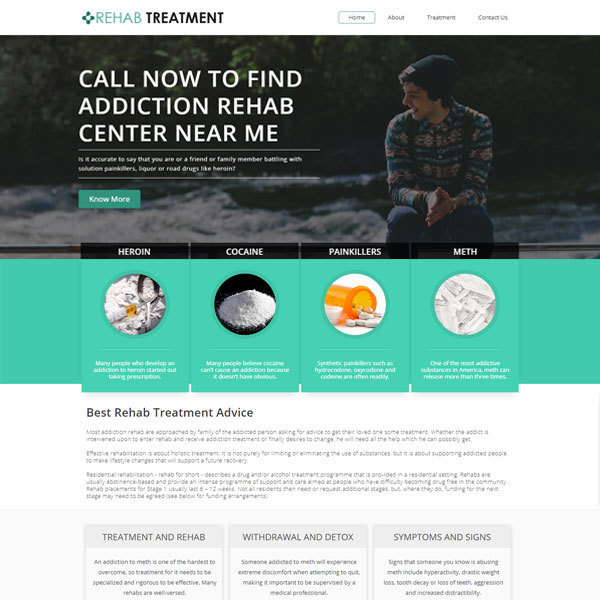 REHAB TREATMENT
Home
About
Treatment
Contact Us
CALL NOW TO FIND
ADDICTION REHAB
CENTER NEAR ME
Is it accurate to say that you are or a friend or family member battling with
solution painkillers, liquor or road drugs like heroin?
Know More
HEROIN
Many people who develop an
addiction to heroin started out
taking prescription.
COCAINE
Many people believe cocaine
can't cause an addiction because
it doesn't have obvious.
PAINKILLERS
Synthetic painkillers such as
hydrocodone, oxycodone and
codeine are often readily.
METH
One of the most addictive
substances in America, meth can
release more than three times.
Best Rehab Treatment Advice
Most addiction rehab are approached by family of the addicted person asking for advice to get their loved one some treatment. Whether the addict is
intervened upon to enter rehab and receive addiction treatment or finally desires to change, he will need all the help which he can possibly get.
Effective rehabilitation is about holistic treatment, it is not purely for limiting or eliminating the use of substances, but it is about supporting addicted people
to make lifestyle changes that will support a future recovery.
Residential rehabilitation - rehab for short - describes a drug and/or alcohol treatment programme that is provided in a residential setting. Rehabs are
usually abstinence-based and provide an intense programme of support and care aimed at people who have difficulty becoming drug free in the community.
Rehab placements for Stage 1 usually last 6 – 12 weeks. Not all residents then need or request additional stages, but, where they do, funding for the next
stage may need to be agreed (see below for funding arrangements).
TREATMENT AND REHAB
An addiction to meth is one of the hardest to
overcome, so treatment for it needs to be
specialized and rigorous to be effective. Many
rehabs are well-versed.
WITHDRAWAL AND DETOX
Someone addicted to meth will experience
extreme discomfort when attempting to quit,
making it important to be supervised by a
medical professional.
SYMPTOMS AND SIGNS
Signs that someone you know is abusing
meth include hyperactivity, drastic weight
loss, tooth decay or loss of teeth, aggression
and increased distractibility.